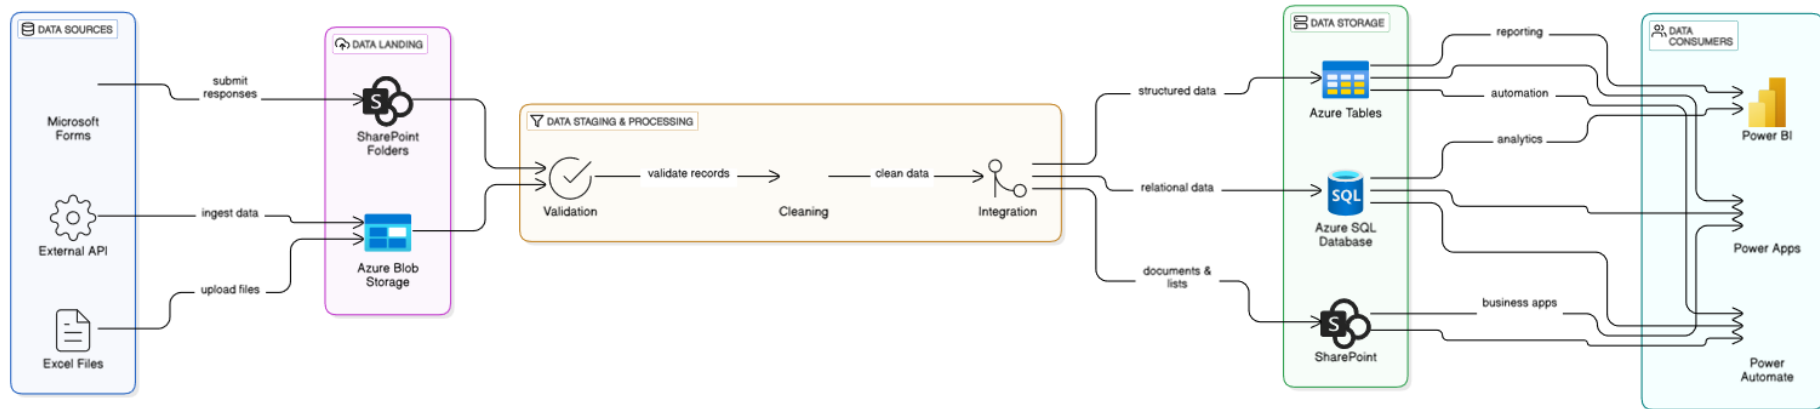 DATA SOURCES
submit
responses
Microsoft
Forms
ingest data
External API
upload files
Excel Files
DATA LANDING
S
SharePoint
Folders
Azure Blob
Storage
DATA STAGING & PROCESSING
validate records
clean data
Validation
Cleaning
Integration
structured data
relational data
documents &
lists
DATA STORAGE
Azure Tables
SQL
Azure SQL
Database
S
SharePoint
reporting
automation
analytics
business apps
DATA
CONSUMERS
Power BI
Power Apps
Power
Automate